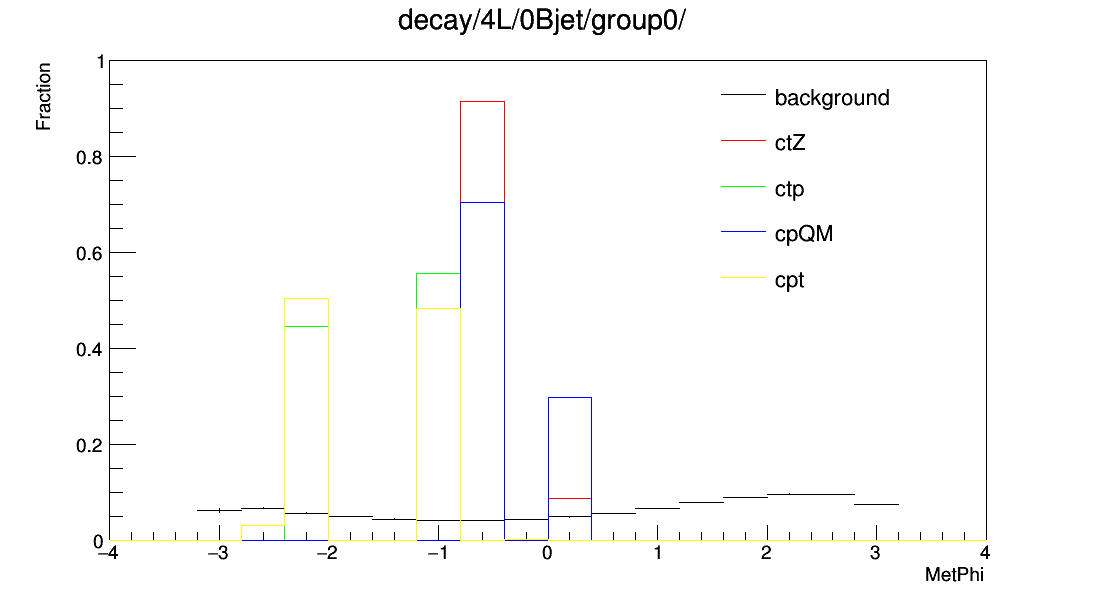 decay/4L/0Bjet/group0/
Fraction
1
0.8
0.6
0.4
0.2
0
−4
−3
−2
−1
0
1
2
3
4
MetPhi
background
ctZ
ctp
cpQM
cpt